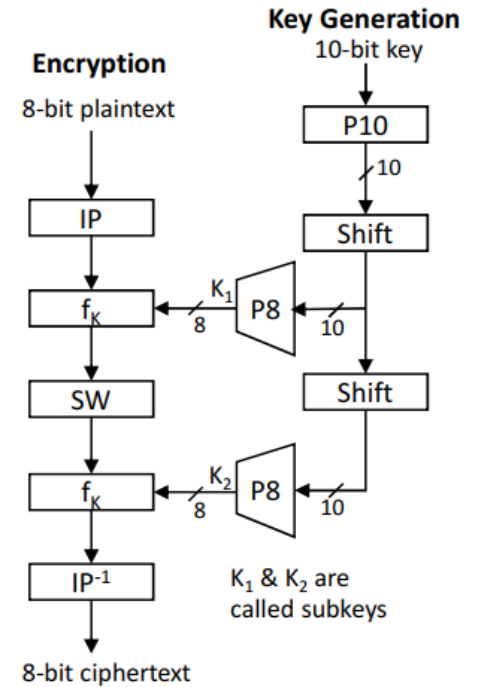 Key Generation
10-bit key
Encryption
8-bit plaintext
P10
10
IP
Shift
K₁
fK
8
P8
10
SW
Shift
K₂
fK
8
P8
10
IP⁻¹
K₁ & K₂ are
called subkeys
8-bit ciphertext